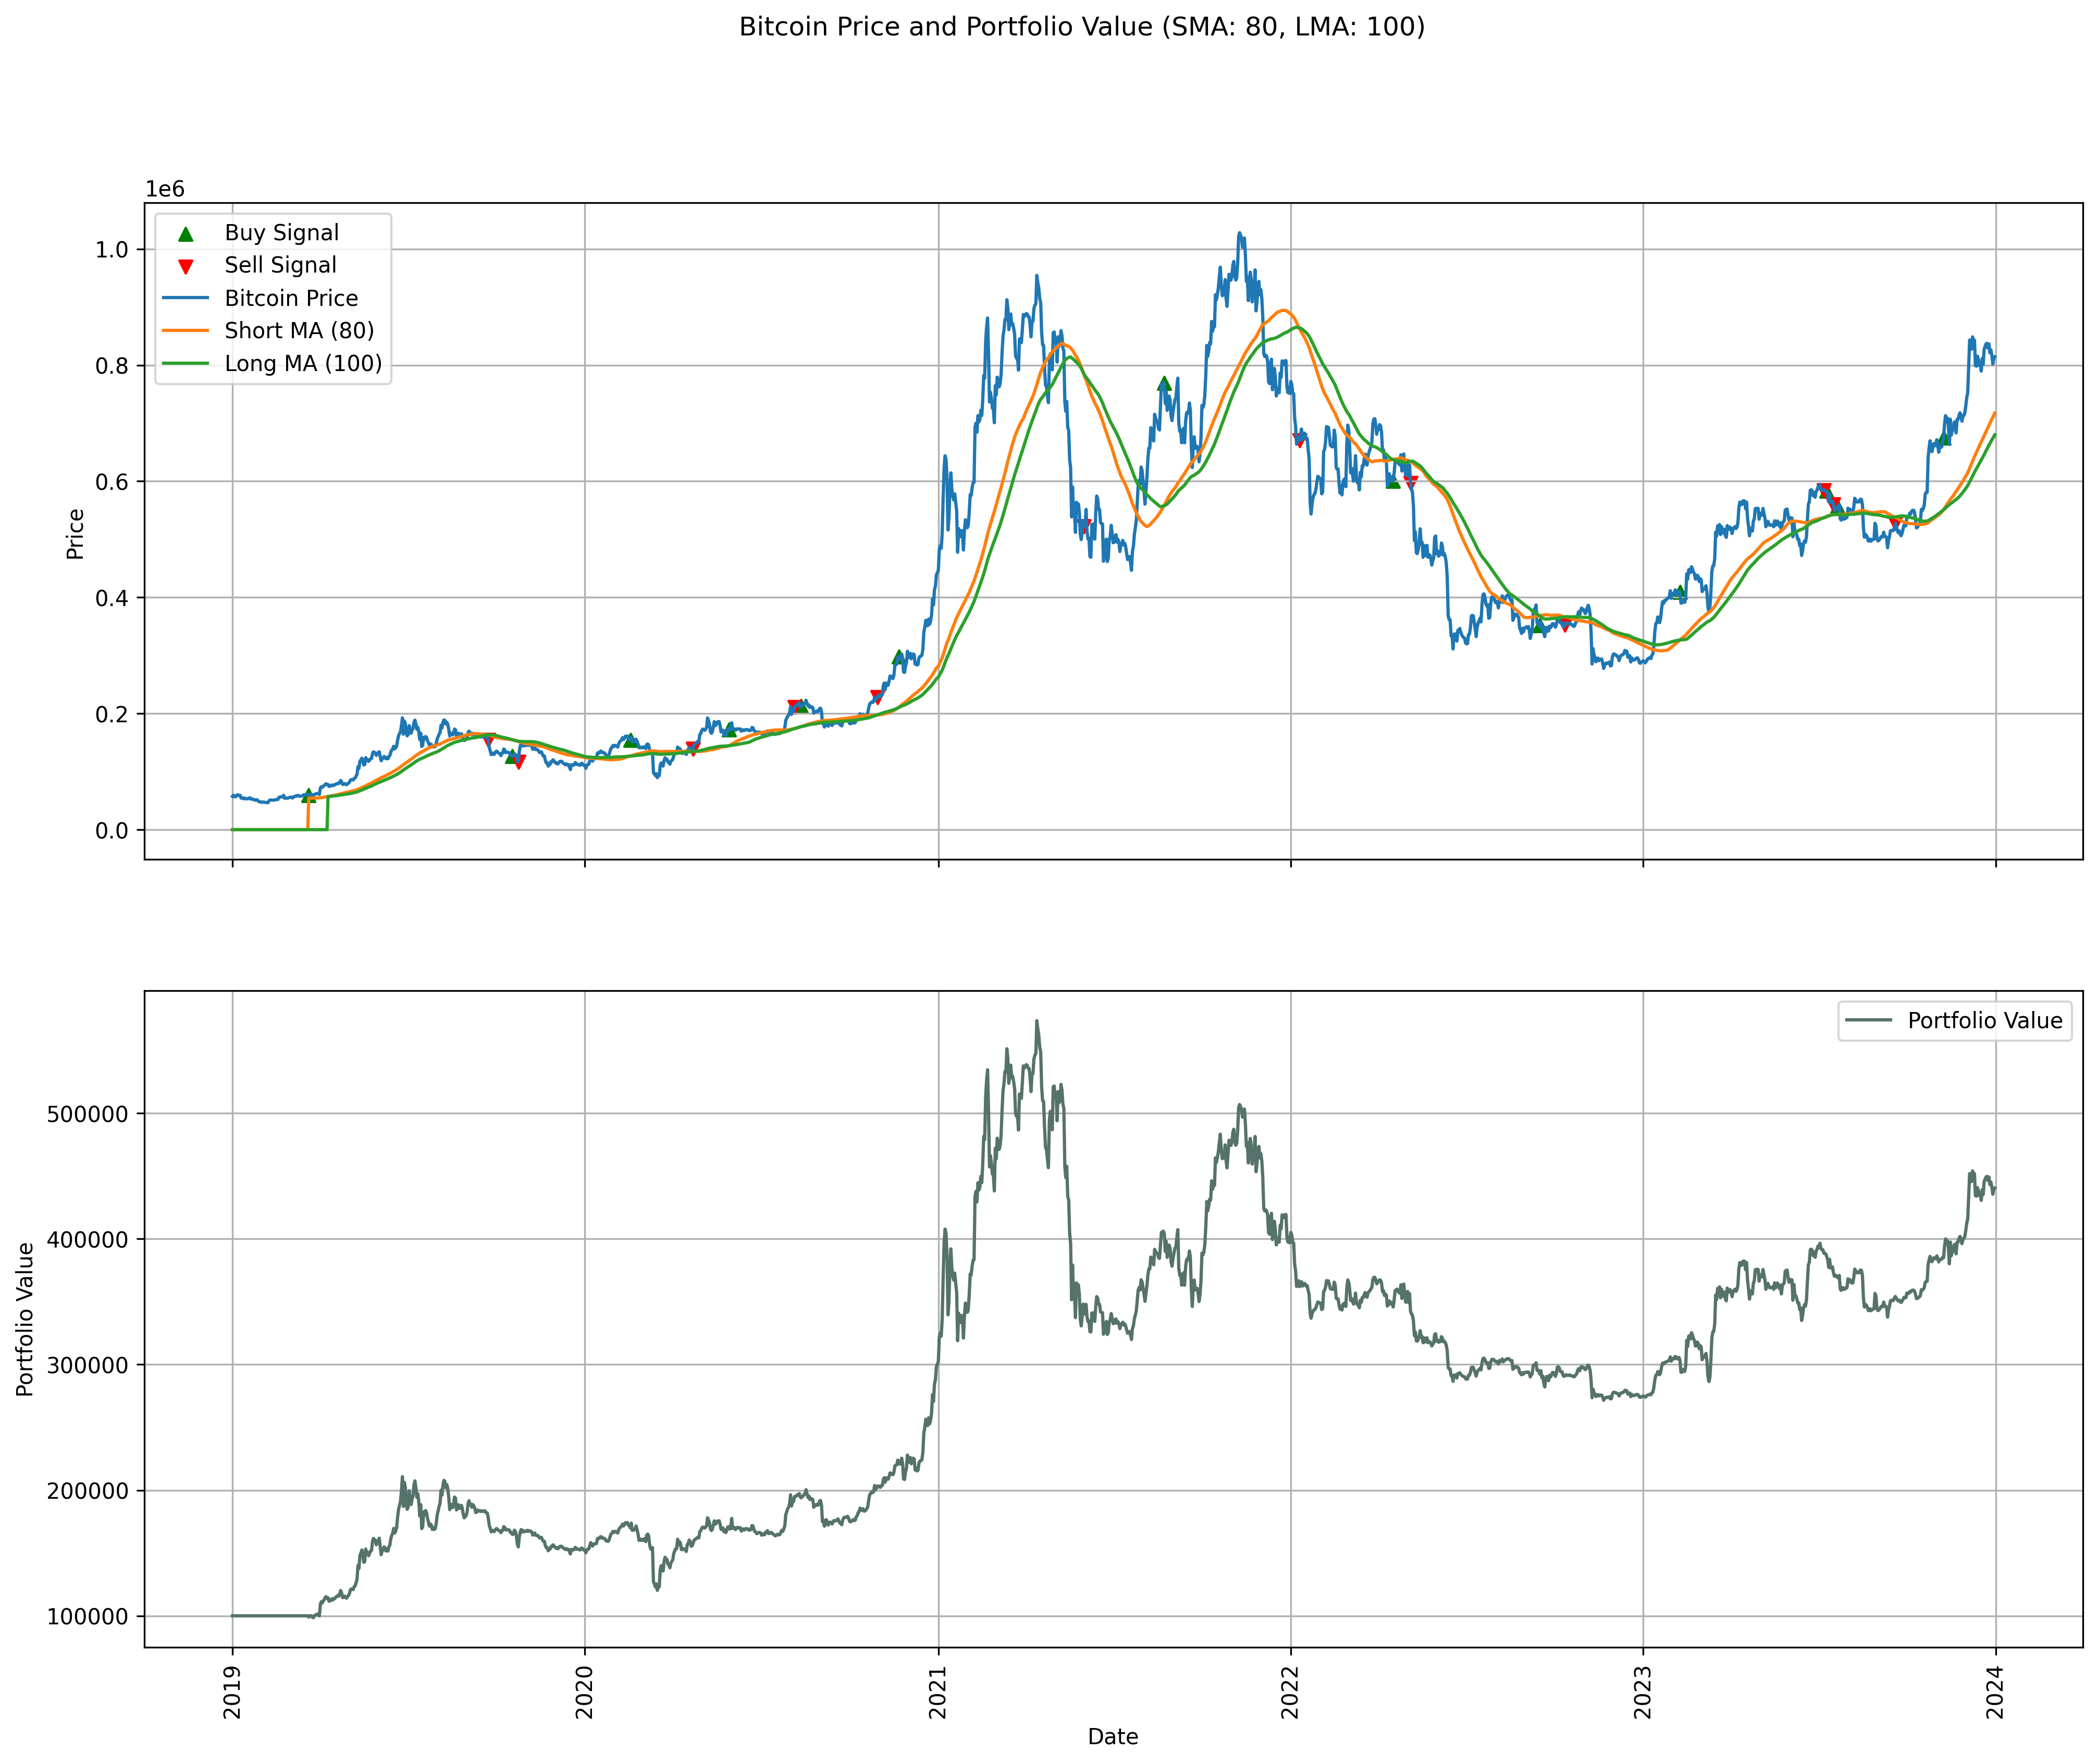 Bitcoin Price and Portfolio Value (SMA: 80, LMA: 100)
1e6
Buy Signal
Sell Signal
Bitcoin Price
Short MA (80)
Long MA (100)
1.0
0.8
0.6
0.4
0.2
0.0
Price
Portfolio Value
500000
400000
300000
200000
100000
Portfolio Value
2019
2020
2021
2022
2023
2024
Date